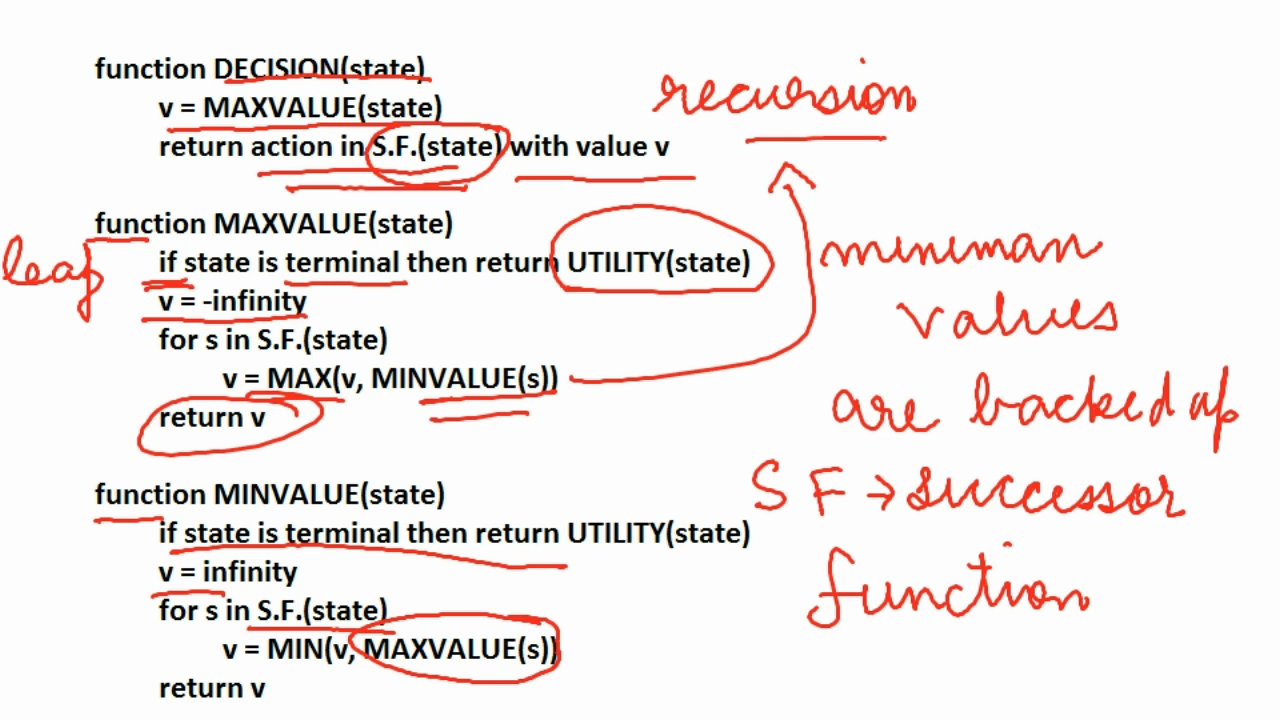 function DECISION(state)
v = MAXVALUE(state)
return action in S.F.(state) with value v
recursion
function MAXVALUE(state)
leaf
if state is terminal then return UTILITY(state)
v = -infinity
for s in S.F.(state)
v = MAX(v, MINVALUE(s))
return v
minimax
values
are backed up
S F → successor
function
function MINVALUE(state)
if state is terminal then return UTILITY(state)
v = infinity
for s in S.F.(state)
v = MIN(v, MAXVALUE(s))
return v